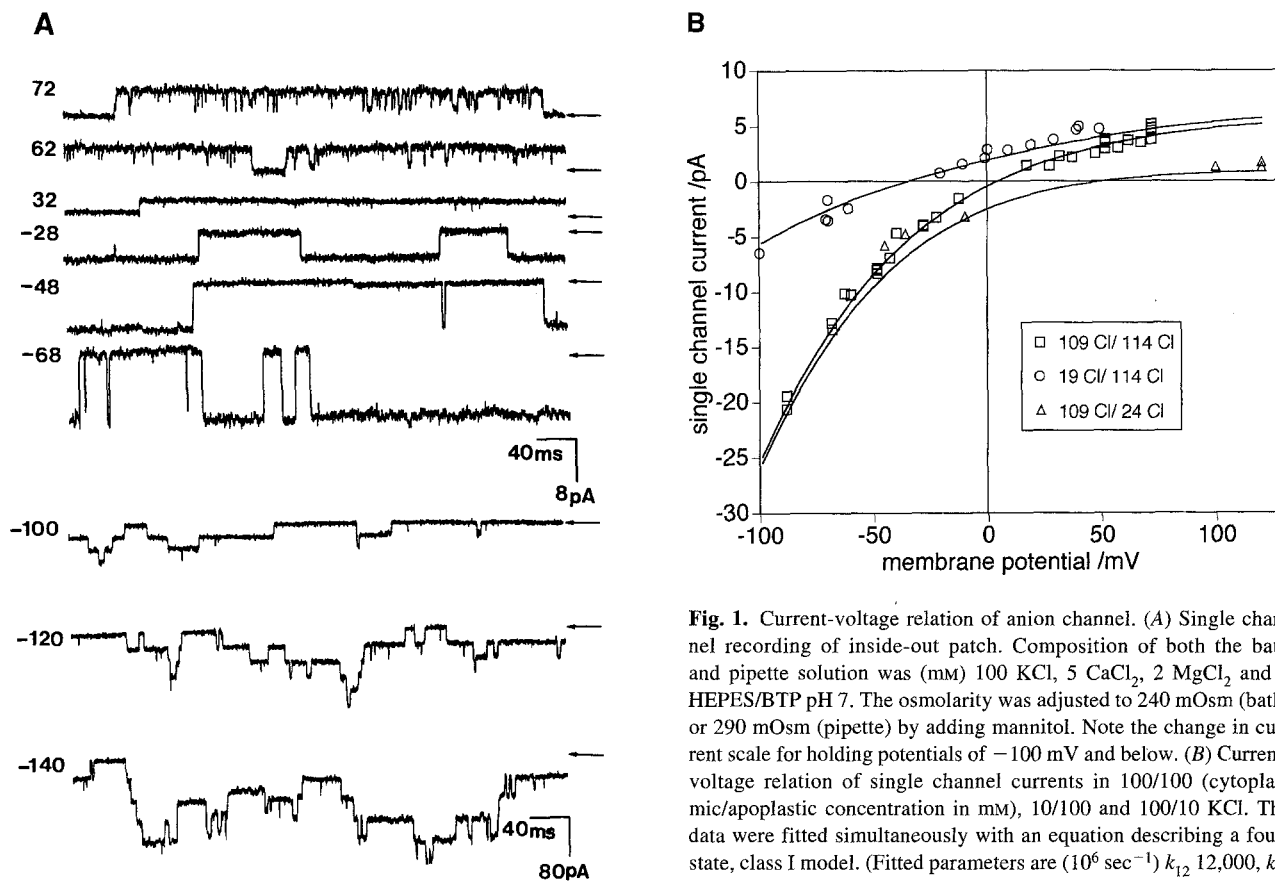 A
72
62
32
-28
-48
-68
40ms
8pA
-100
-120
-140
40ms
80pA
B
10
5
0
-5
-10
-15
-20
-25
-30
-100
-50
0
50
100
single channel current /pA
membrane potential /mV
109 Cl/ 114 Cl
19 Cl/ 114 Cl
109 Cl/ 24 Cl
Fig. 1. Current-voltage relation of anion channel. (A) Single chan
nel recording of inside-out patch. Composition of both the bat
and pipette solution was (mM) 100 KCl, 5 CaCl₂, 2 MgCl₂ and
HEPES/BTP pH 7. The osmolarity was adjusted to 240 mOsm (bath
or 290 mOsm (pipette) by adding mannitol. Note the change in cur
rent scale for holding potentials of −100 mV and below. (B) Current
voltage relation of single channel currents in 100/100 (cytoplas
mic/apoplastic concentration in mM), 10/100 and 100/10 KCl. Th
data were fitted simultaneously with an equation describing a fou
state, class I model. (Fitted parameters are (10⁶ sec⁻¹) k₁₂ 12,000, k